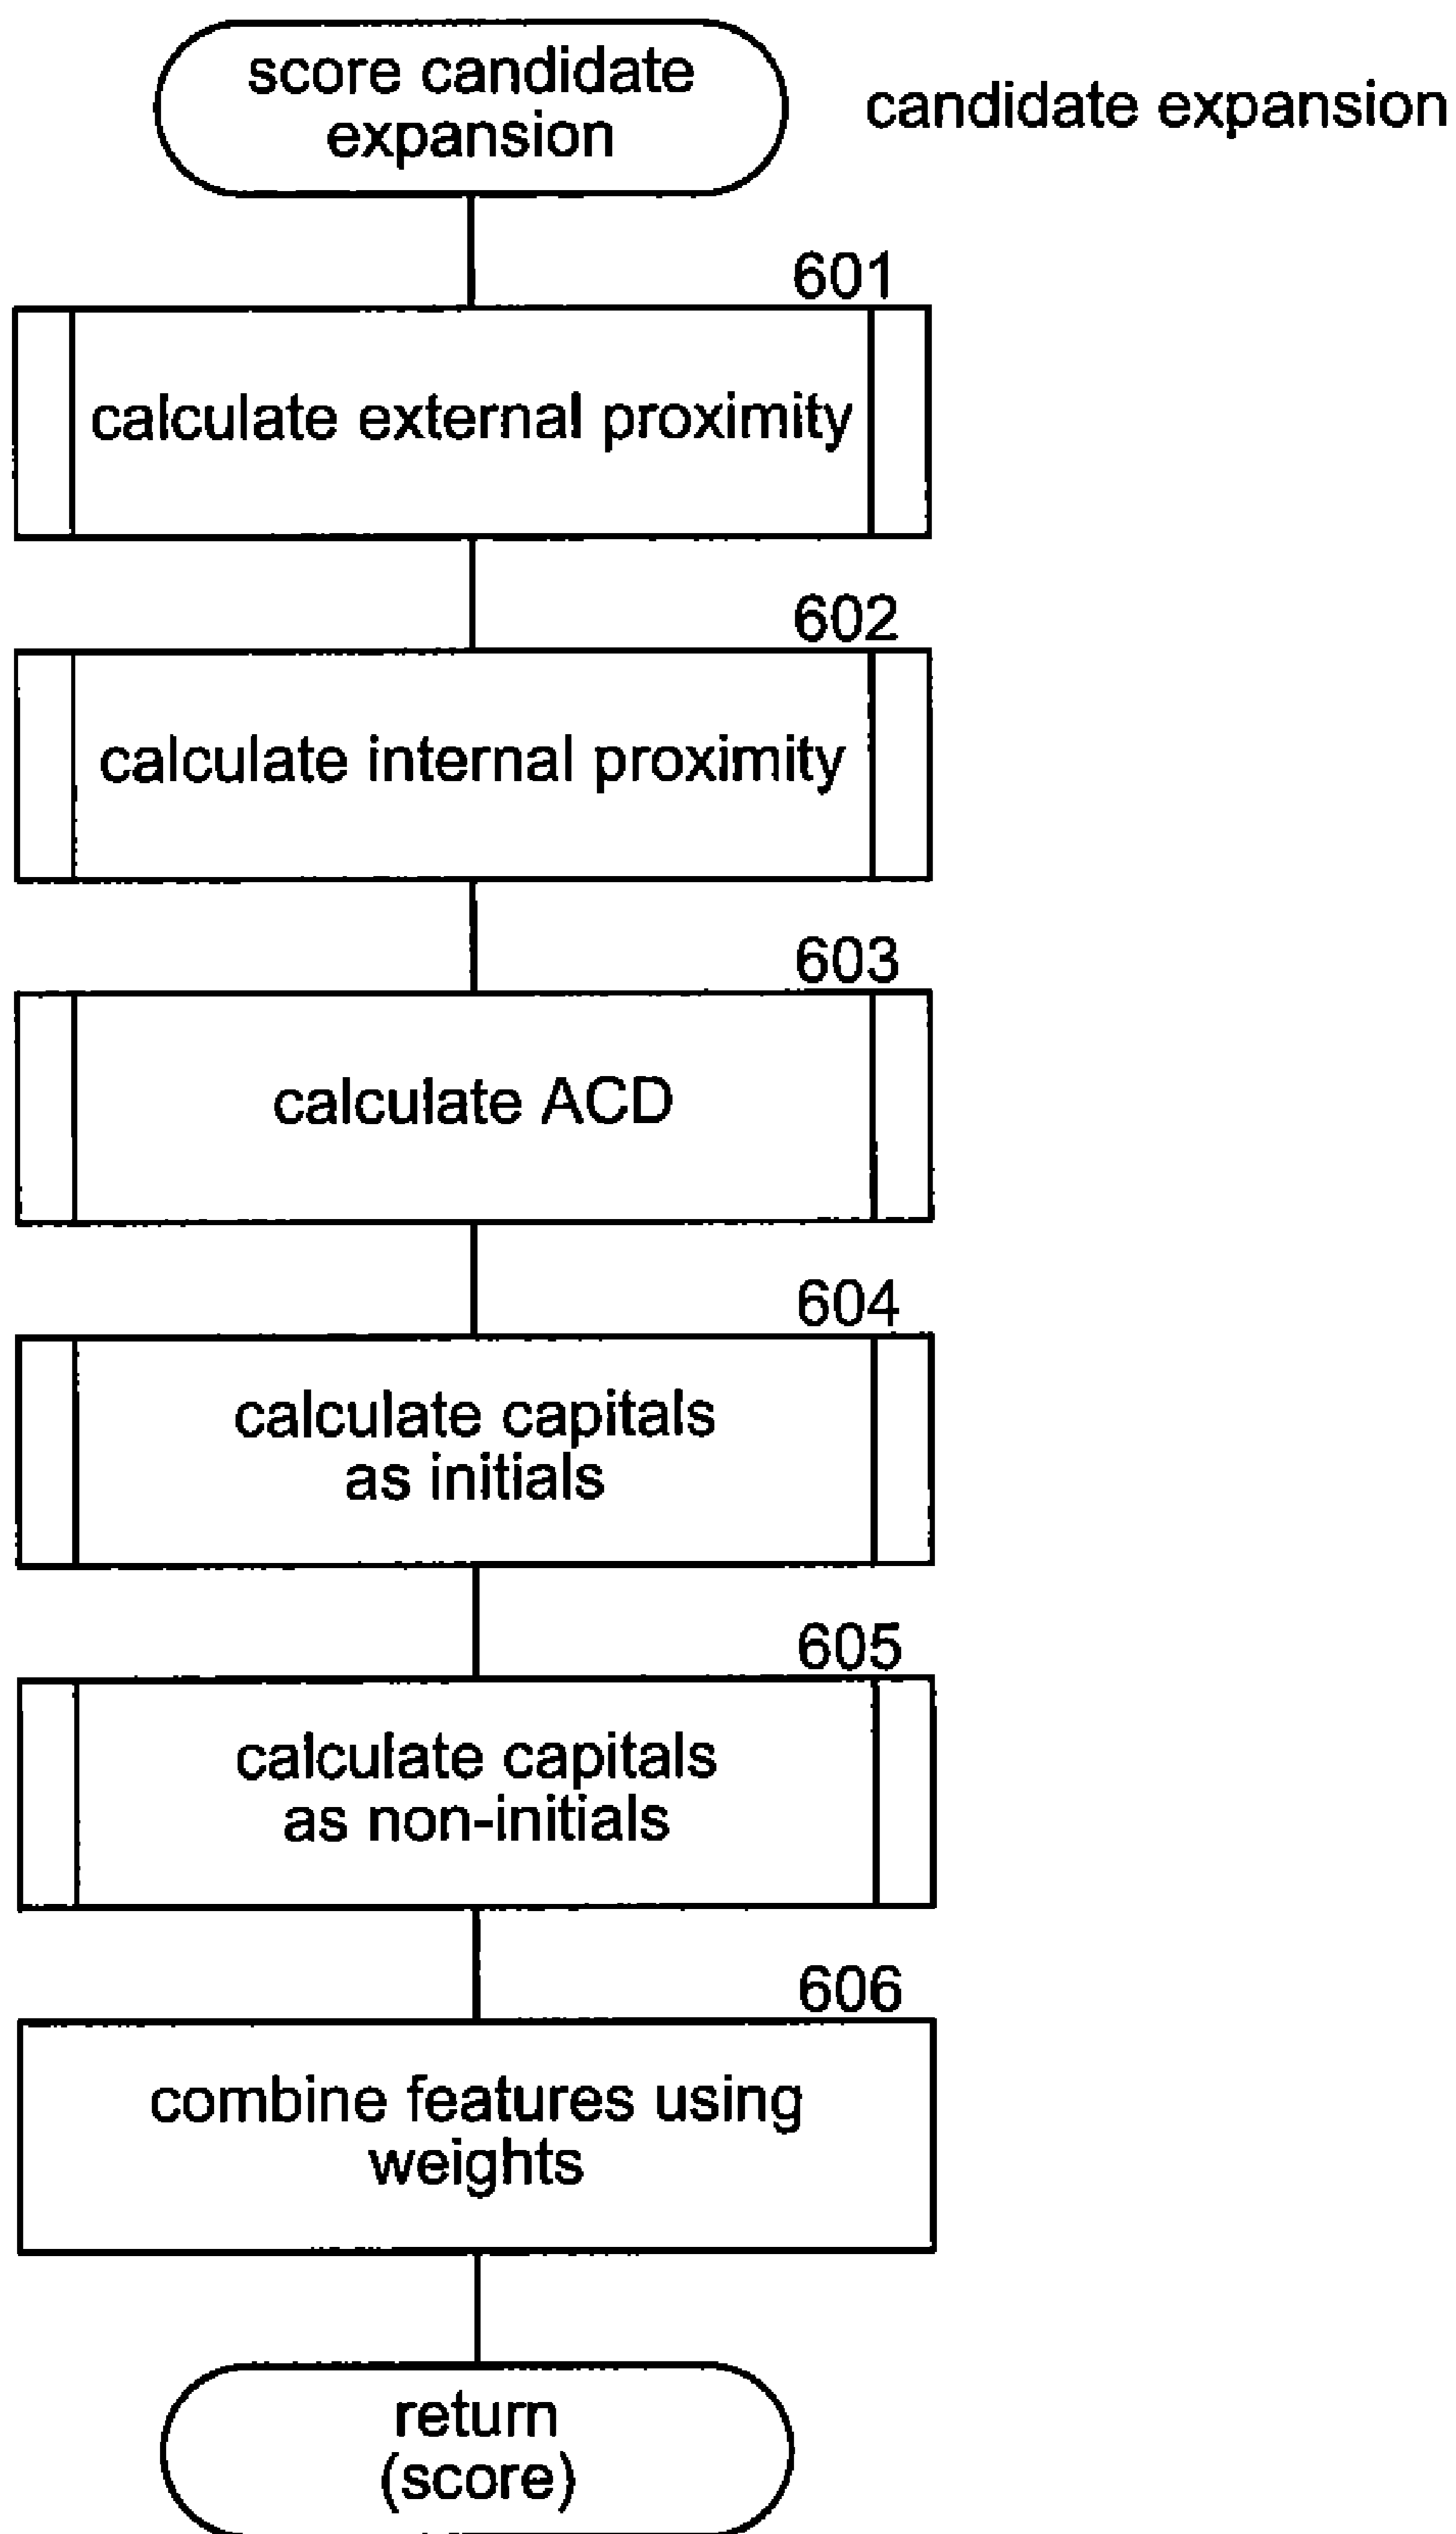 score candidate
expansion
candidate expansion
601
calculate external proximity
602
calculate internal proximity
603
calculate ACD
604
calculate capitals
as initials
605
calculate capitals
as non-initials
606
combine features using
weights
return
(score)